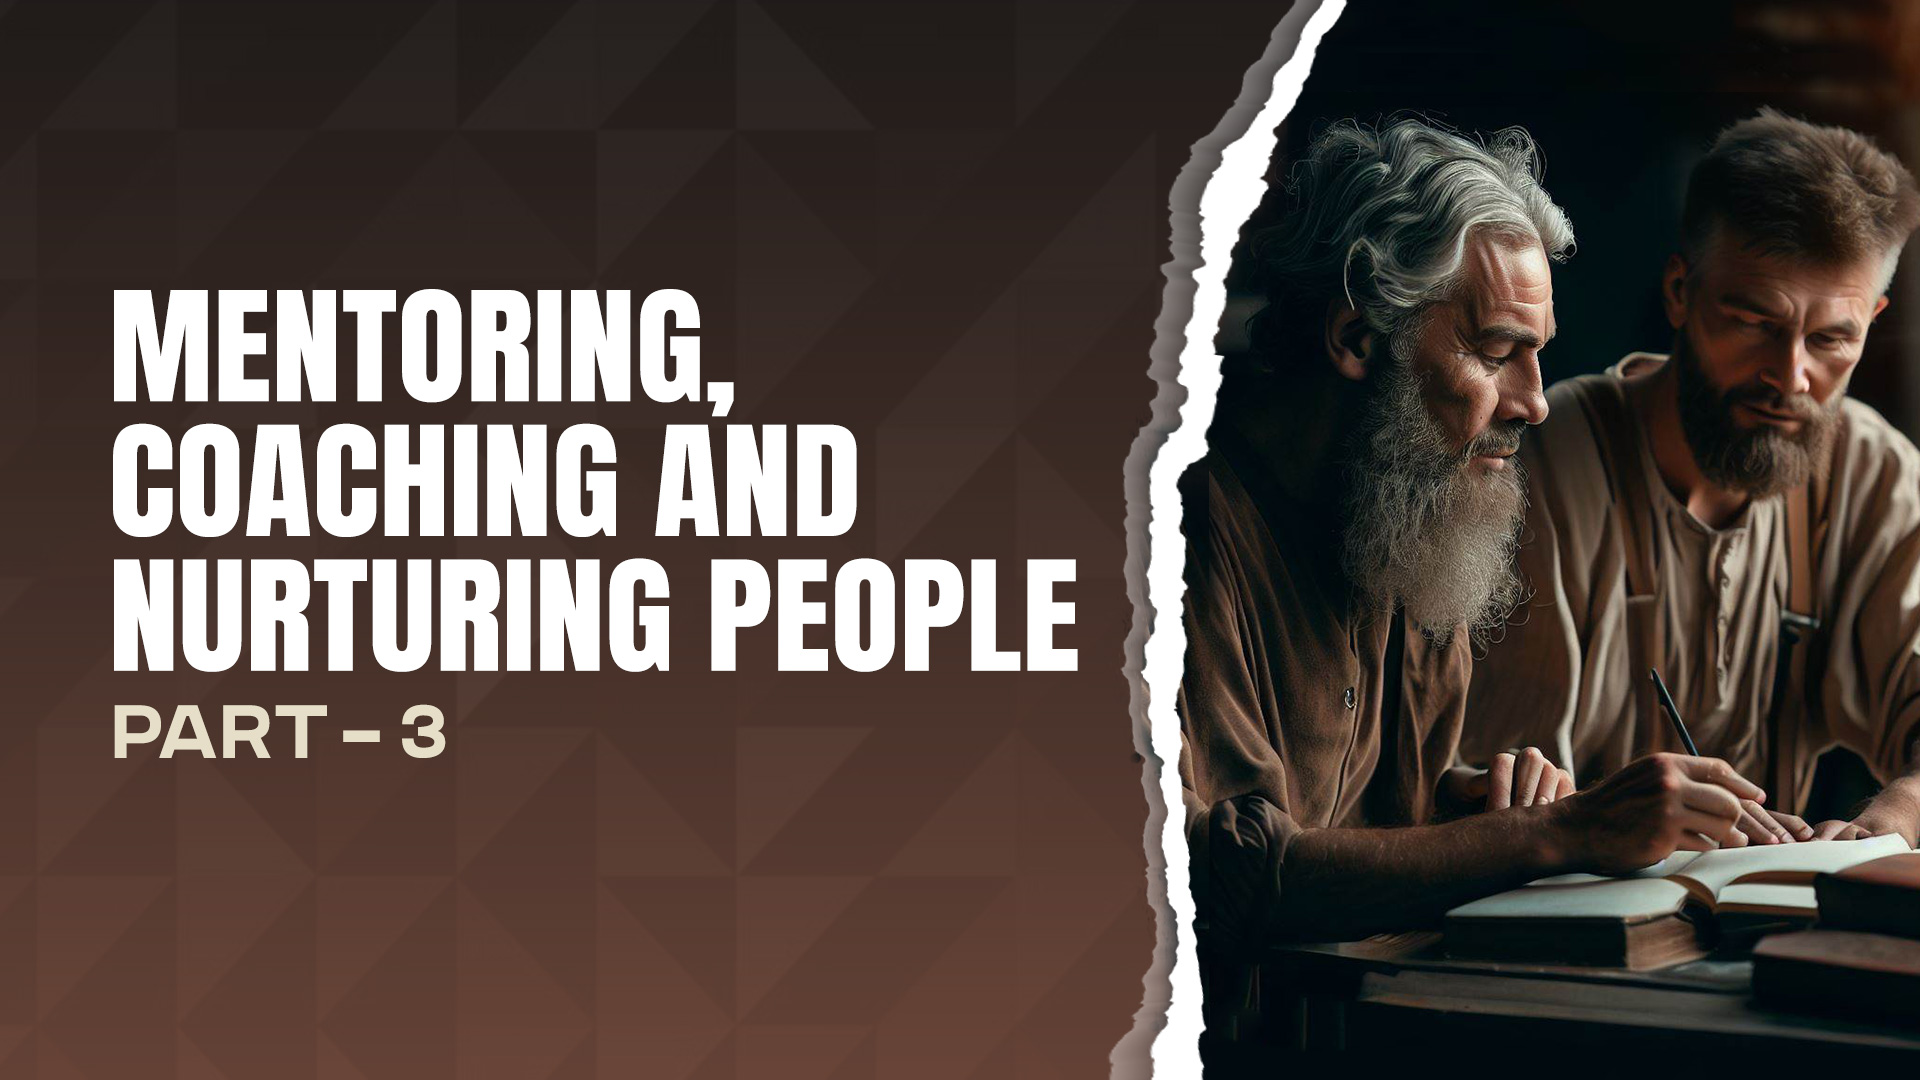 MENTORING,
COACHING AND
NURTURING PEOPLE
PART – 3